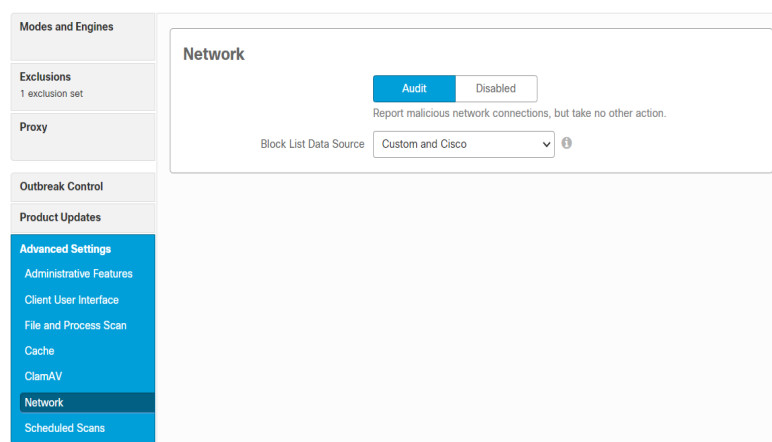 Modes and Engines
Exclusions
1 exclusion set
Proxy
Outbreak Control
Product Updates
Advanced Settings
Administrative Features
Client User Interface
File and Process Scan
Cache
ClamAV
Network
Scheduled Scans
Network
Audit
Disabled
Report malicious network connections, but take no other action.
Block List Data Source
Custom and Cisco